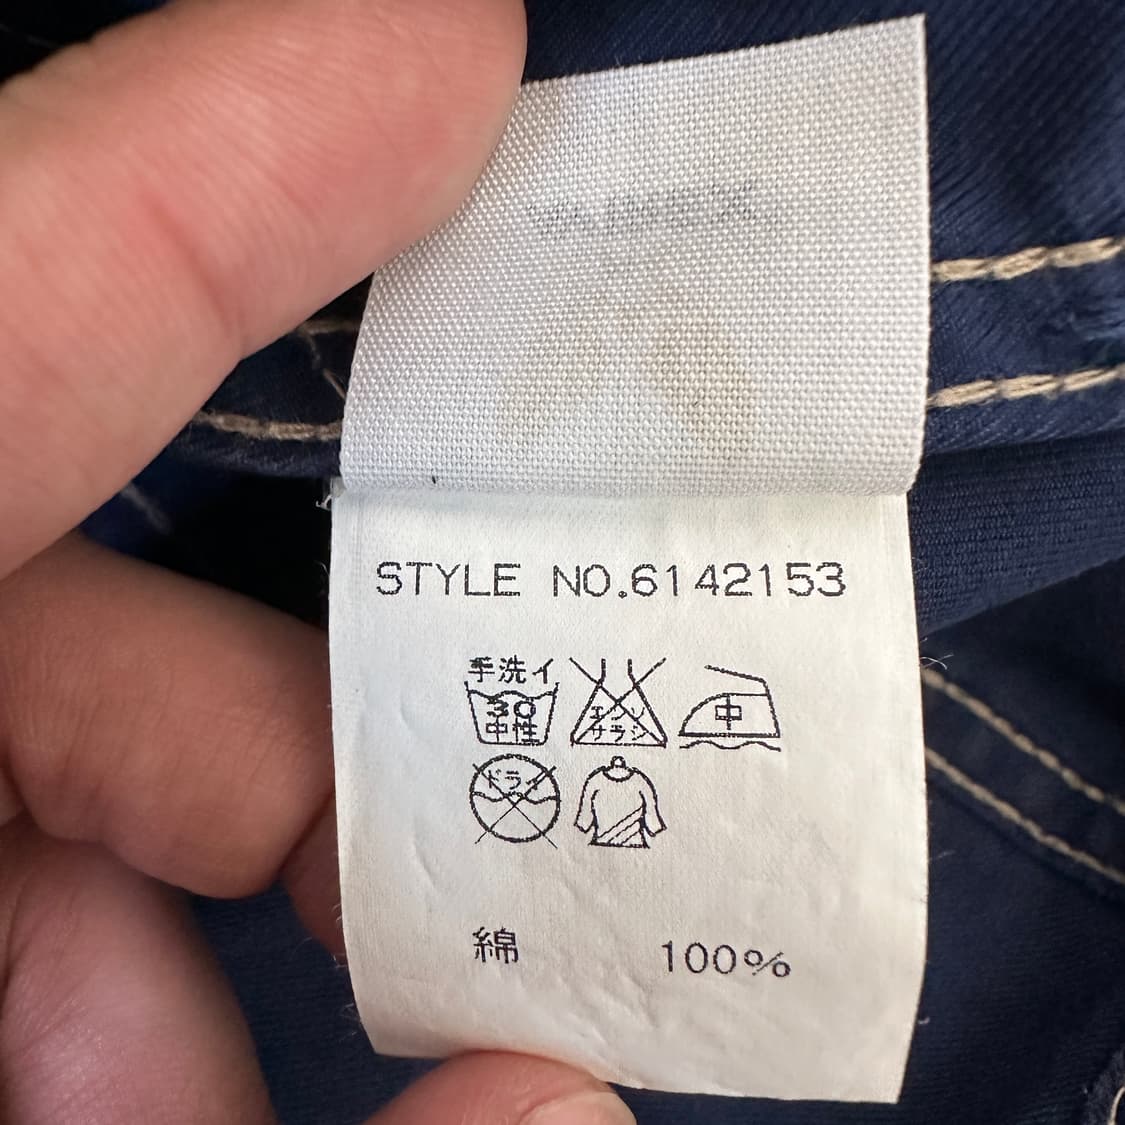 STYLE NO.6142153
手洗イ
30
中性
エンソ
サラシ
中
ドライ
綿 100%